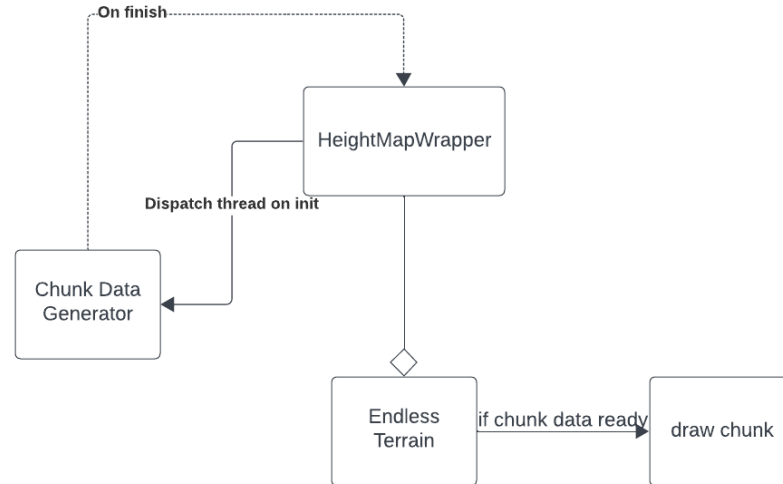 On finish
HeightMapWrapper
Dispatch thread on init
Chunk Data
Generator
Endless
Terrain
if chunk data ready
draw chunk